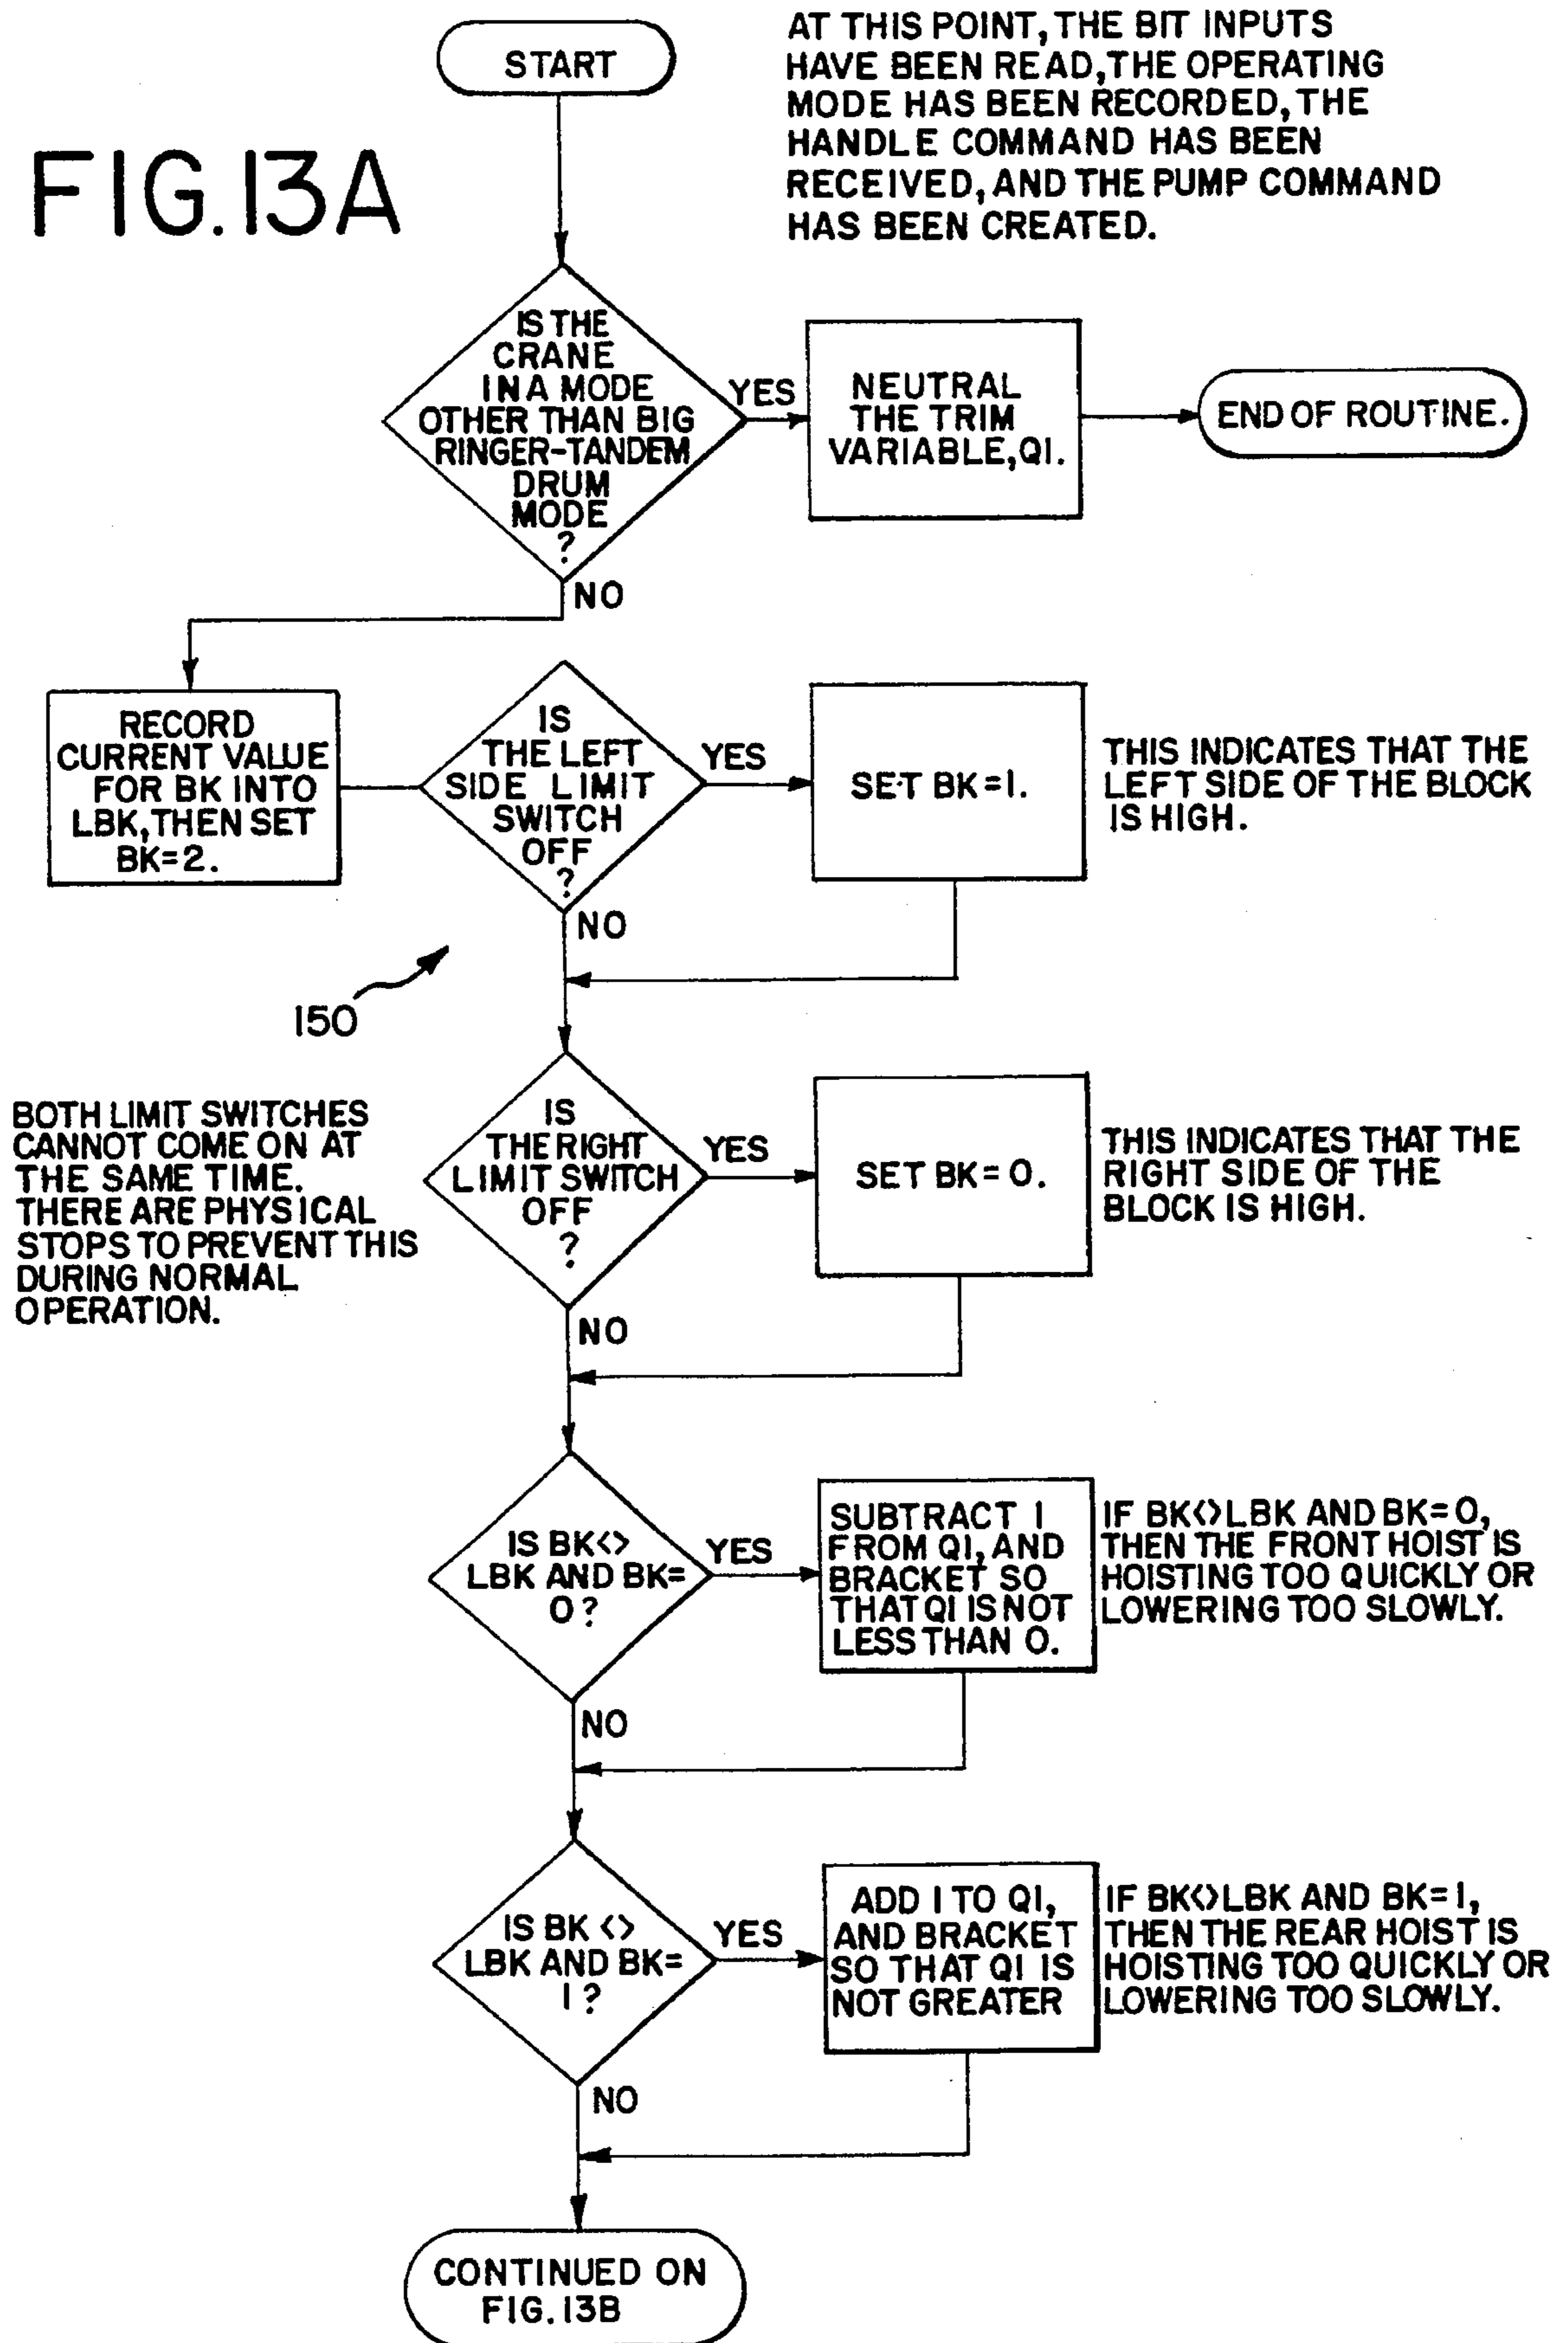 START
AT THIS POINT, THE BIT INPUTS
HAVE BEEN READ, THE OPERATING
MODE HAS BEEN RECORDED, THE
HANDLE COMMAND HAS BEEN
RECEIVED, AND THE PUMP COMMAND
HAS BEEN CREATED.
FIG. 13A
IS THE
CRANE
IN A MODE
OTHER THAN BIG
RINGER-TANDEM
DRUM
MODE
?
YES
NEUTRAL
THE TRIM
VARIABLE, Q1.
END OF ROUTINE.
NO
RECORD
CURRENT VALUE
FOR BK INTO
LBK, THEN SET
BK=2.
IS
THE LEFT
SIDE LIMIT
SWITCH
OFF
?
YES
SET BK=1.
THIS INDICATES THAT THE
LEFT SIDE OF THE BLOCK
IS HIGH.
NO
150
BOTH LIMIT SWITCHES
CANNOT COME ON AT
THE SAME TIME.
THERE ARE PHYSICAL
STOPS TO PREVENT THIS
DURING NORMAL
OPERATION.
IS
THE RIGHT
LIMIT SWITCH
OFF
?
YES
SET BK=0.
THIS INDICATES THAT THE
RIGHT SIDE OF THE
BLOCK IS HIGH.
NO
IS BK<>
LBK AND BK=
0?
YES
SUBTRACT 1
FROM Q1, AND
BRACKET SO
THAT Q1 IS NOT
LESS THAN 0.
IF BK<>LBK AND BK=0,
THEN THE FRONT HOIST IS
HOISTING TOO QUICKLY OR
LOWERING TOO SLOWLY.
NO
IS BK <>
LBK AND BK=
1?
YES
ADD 1 TO Q1,
AND BRACKET
SO THAT Q1 IS
NOT GREATER
IF BK<>LBK AND BK=1,
THEN THE REAR HOIST IS
HOISTING TOO QUICKLY OR
LOWERING TOO SLOWLY.
NO
CONTINUED ON
FIG. 13B